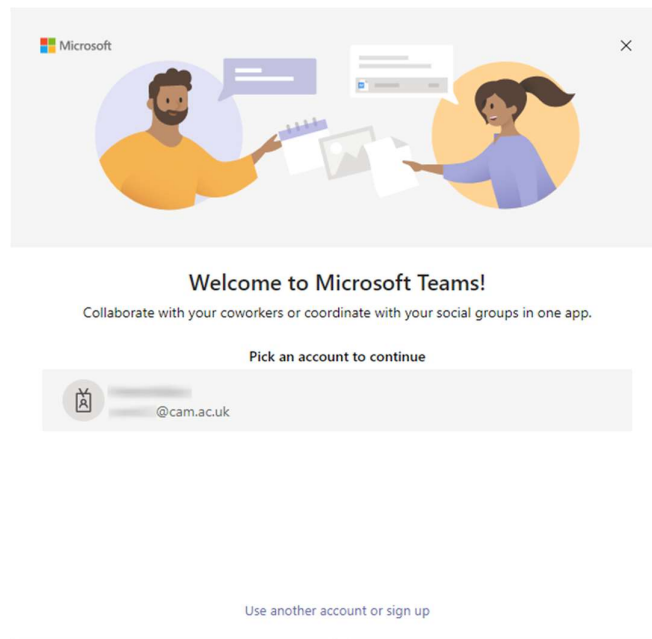 Microsoft
Welcome to Microsoft Teams!
Collaborate with your coworkers or coordinate with your social groups in one app.
Pick an account to continue
@cam.ac.uk
Use another account or sign up